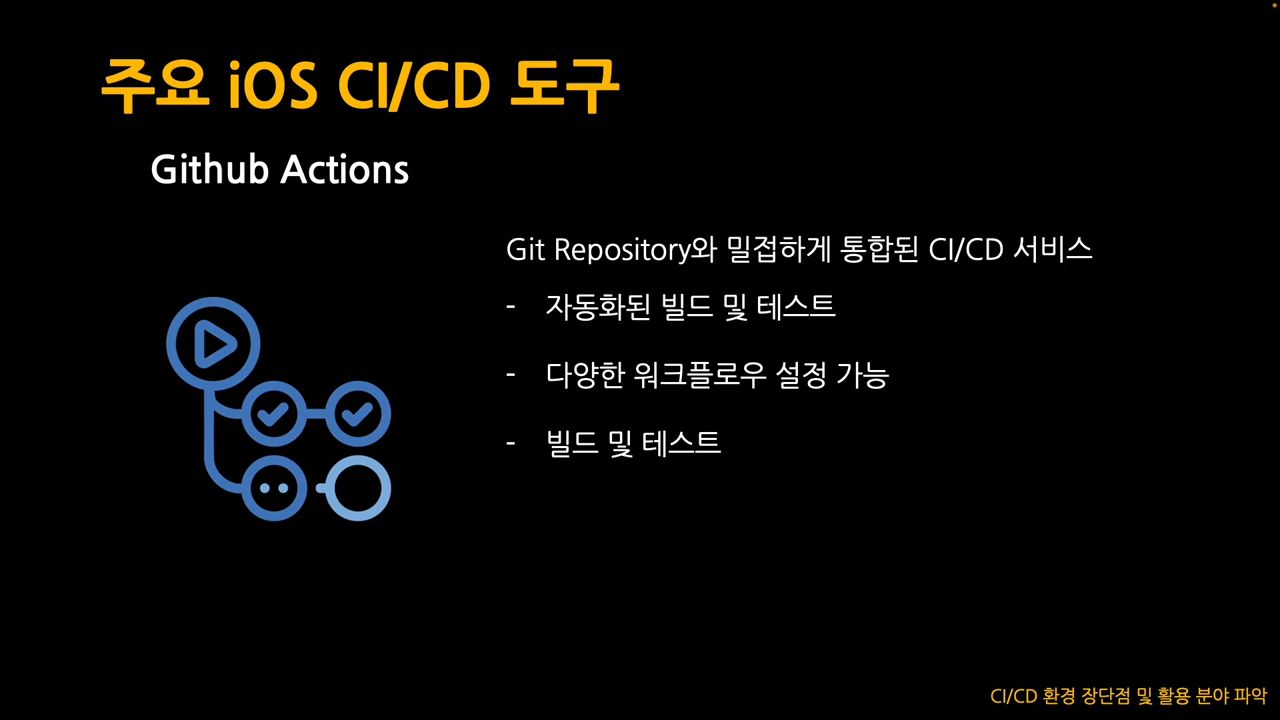 주요 iOS CI/CD 도구
Github Actions
Git Repository와 밀접하게 통합된 CI/CD 서비스
- 자동화된 빌드 및 테스트
- 다양한 워크플로우 설정 가능
- 빌드 및 테스트
CI/CD 환경 장단점 및 활용 분야 파악